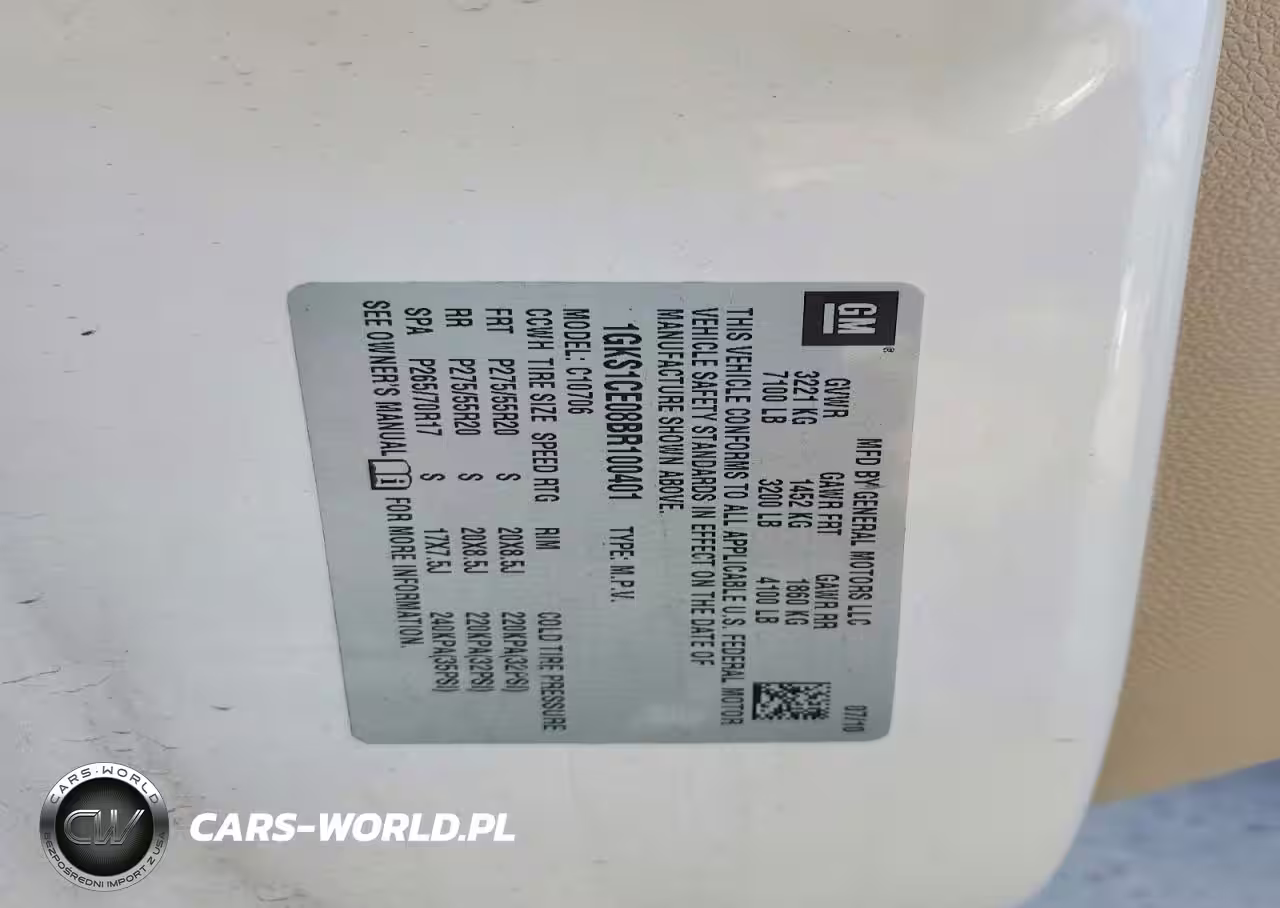 GM
MFD BY GENERAL MOTORS LLC 07/10
GVWR GAWR FRT GAWR RR
3221 KG 1452 KG 1860 KG
7100 LB 3200 LB 4100 LB
THIS VEHICLE CONFORMS TO ALL APPLICABLE U.S. FEDERAL MOTOR
VEHICLE SAFETY STANDARDS IN EFFECT ON THE DATE OF
MANUFACTURE SHOWN ABOVE.
1GKS1CE08BR100401 TYPE: M.P.V.
MODEL: C10706
CCWH TIRE SIZE SPEED RTG RIM COLD TIRE PRESSURE
FRT P275/55R20 S 20X8.5J 220KPA(32PSI)
RR P275/55R20 S 20X8.5J 220KPA(32PSI)
SPA P265/70R17 S 17X7.5J 240KPA(35PSI)
SEE OWNER'S MANUAL FOR MORE INFORMATION.
CARS-WORLD
CW
BEZPOŚREDNI IMPORT Z USA
CARS-WORLD.PL